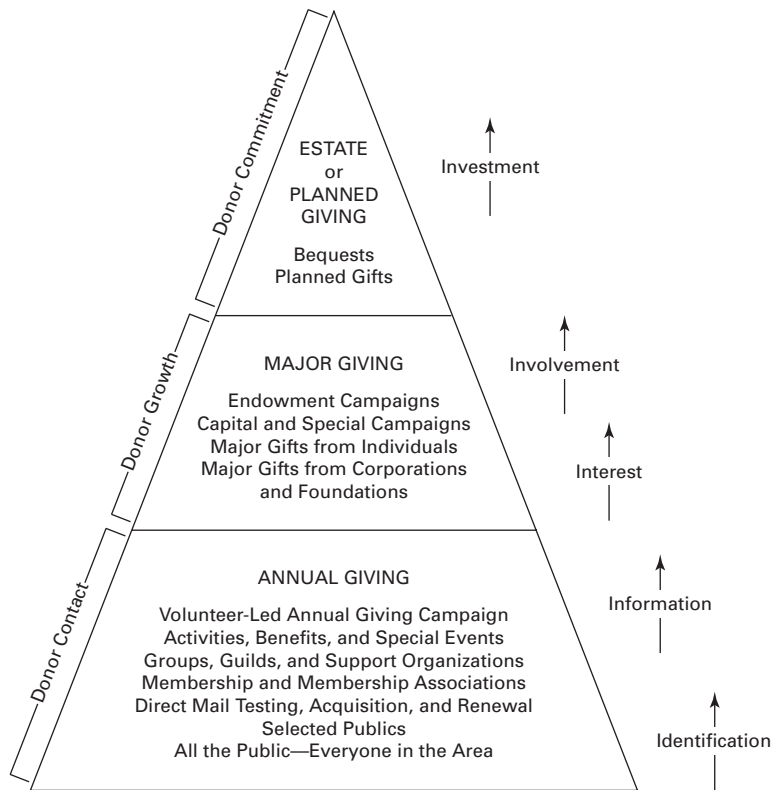 Donor Commitment
ESTATE
or
PLANNED
GIVING
Bequests
Planned Gifts
Investment
Donor Growth
MAJOR GIVING
Endowment Campaigns
Capital and Special Campaigns
Major Gifts from Individuals
Major Gifts from Corporations
and Foundations
Involvement
Interest
Donor Contact
ANNUAL GIVING
Volunteer-Led Annual Giving Campaign
Activities, Benefits, and Special Events
Groups, Guilds, and Support Organizations
Membership and Membership Associations
Direct Mail Testing, Acquisition, and Renewal
Selected Publics
All the Public—Everyone in the Area
Information
Identification